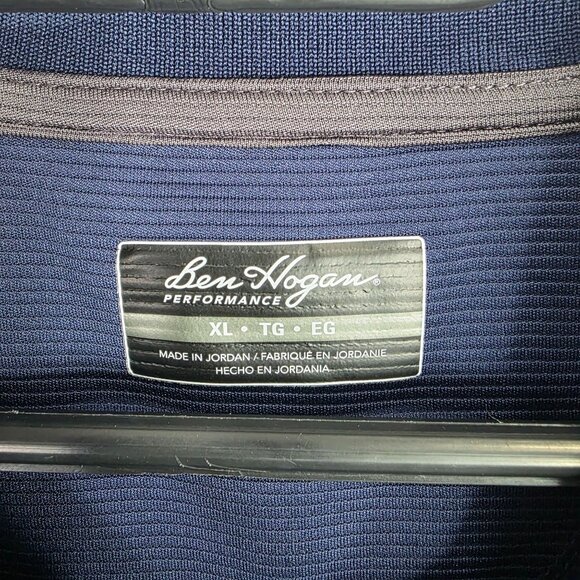 Ben Hogan®
PERFORMANCE
XL • TG • EG
MADE IN JORDAN / FABRIQUÉ EN JORDANIE
HECHO EN JORDANIA